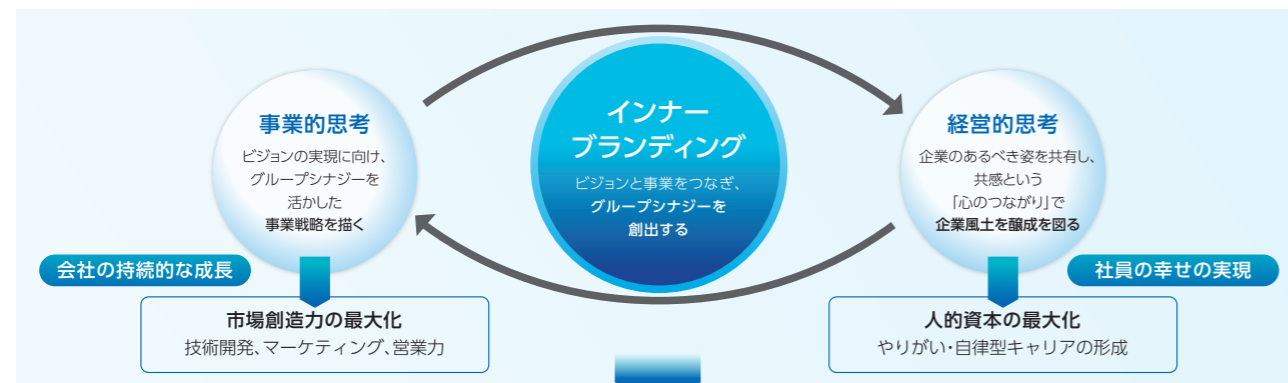 事業的思考
ビジョンの実現に向け、
グループシナジーを
活かした
事業戦略を描く
会社の持続的な成長
市場創造力の最大化
技術開発、マーケティング、営業力
インナー
ブランディング
ビジョンと事業をつなぎ、
グループシナジーを
創出する
経営的思考
企業のあるべき姿を共有し、
共感という
「心のつながり」で
企業風土を醸成を図る
社員の幸せの実現
人的資本の最大化
やりがい・自律型キャリアの形成